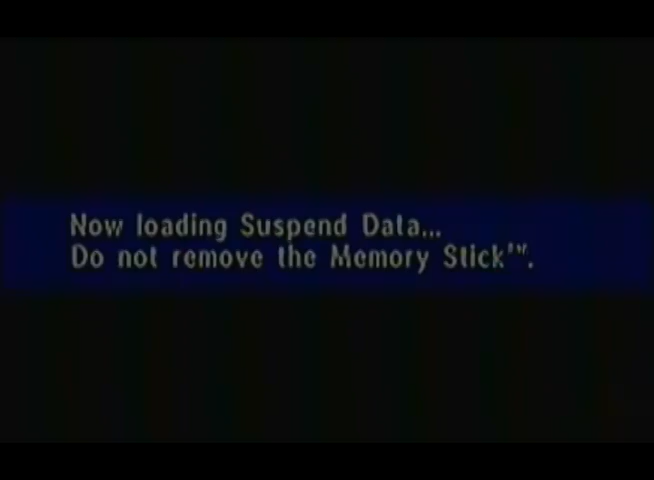 Now loading Suspend Data...
Do not remove the Memory Stick™.